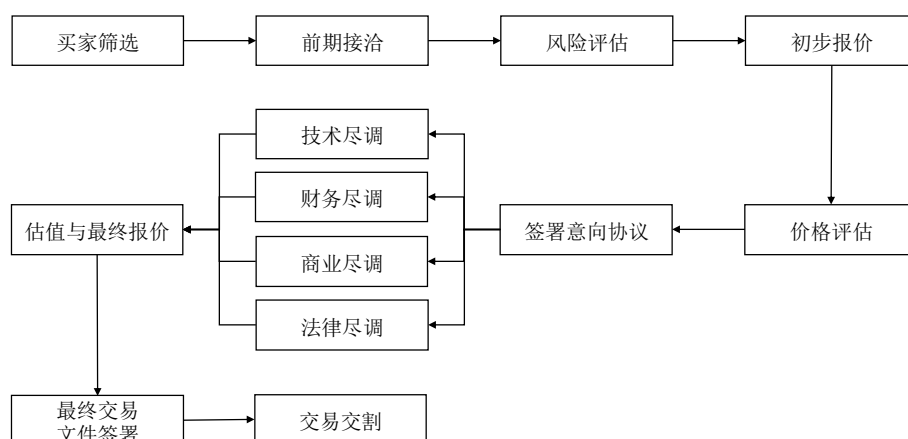 买家筛选
前期接洽
风险评估
初步报价
价格评估
签署意向协议
技术尽调
财务尽调
商业尽调
法律尽调
估值与最终报价
最终交易
文件签署
交易交割